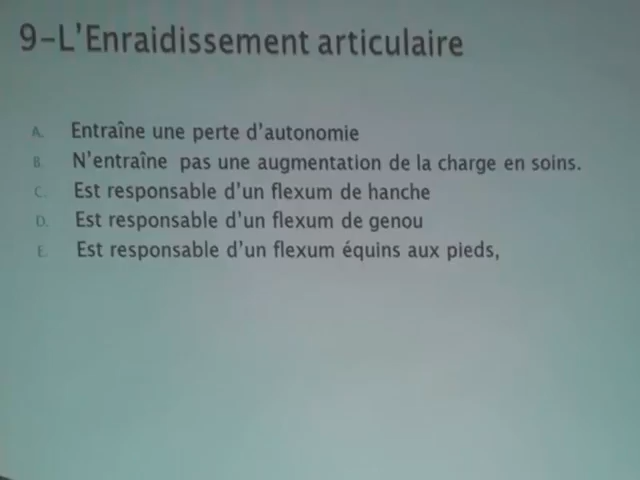 9-L'Enraidissement articulaire
A. Entraîne une perte d'autonomie
B. N'entraîne pas une augmentation de la charge en soins.
C. Est responsable d'un flexum de hanche
D. Est responsable d'un flexum de genou
E. Est responsable d'un flexum équins aux pieds,